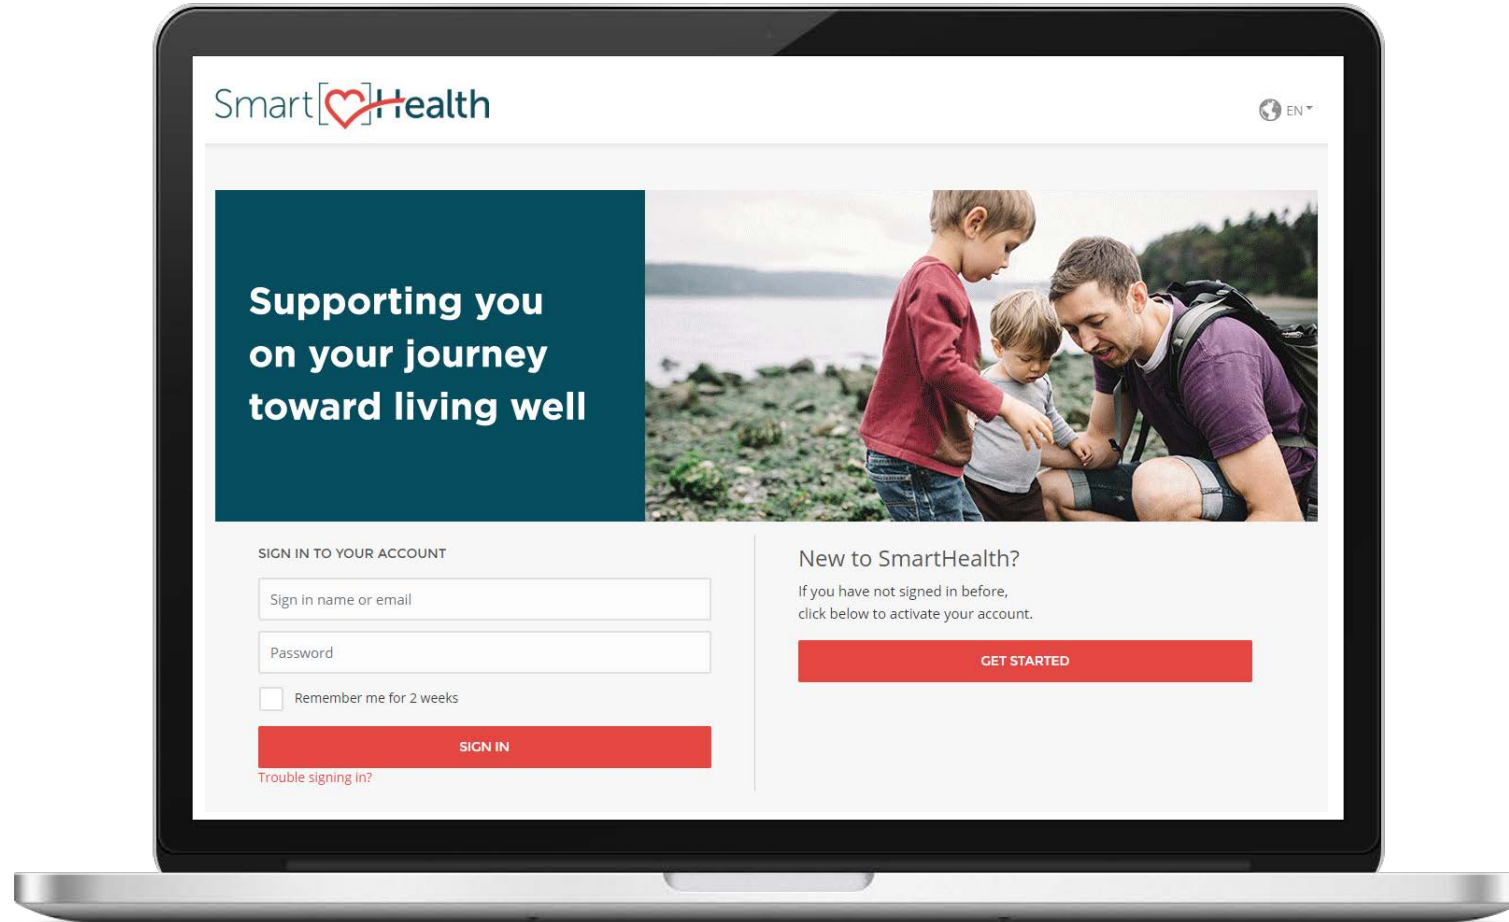 Smart Health
EN
Supporting you
on your journey
toward living well
SIGN IN TO YOUR ACCOUNT
Sign in name or email
Password
Remember me for 2 weeks
SIGN IN
Trouble signing in?
New to SmartHealth?
If you have not signed in before,
click below to activate your account.
GET STARTED